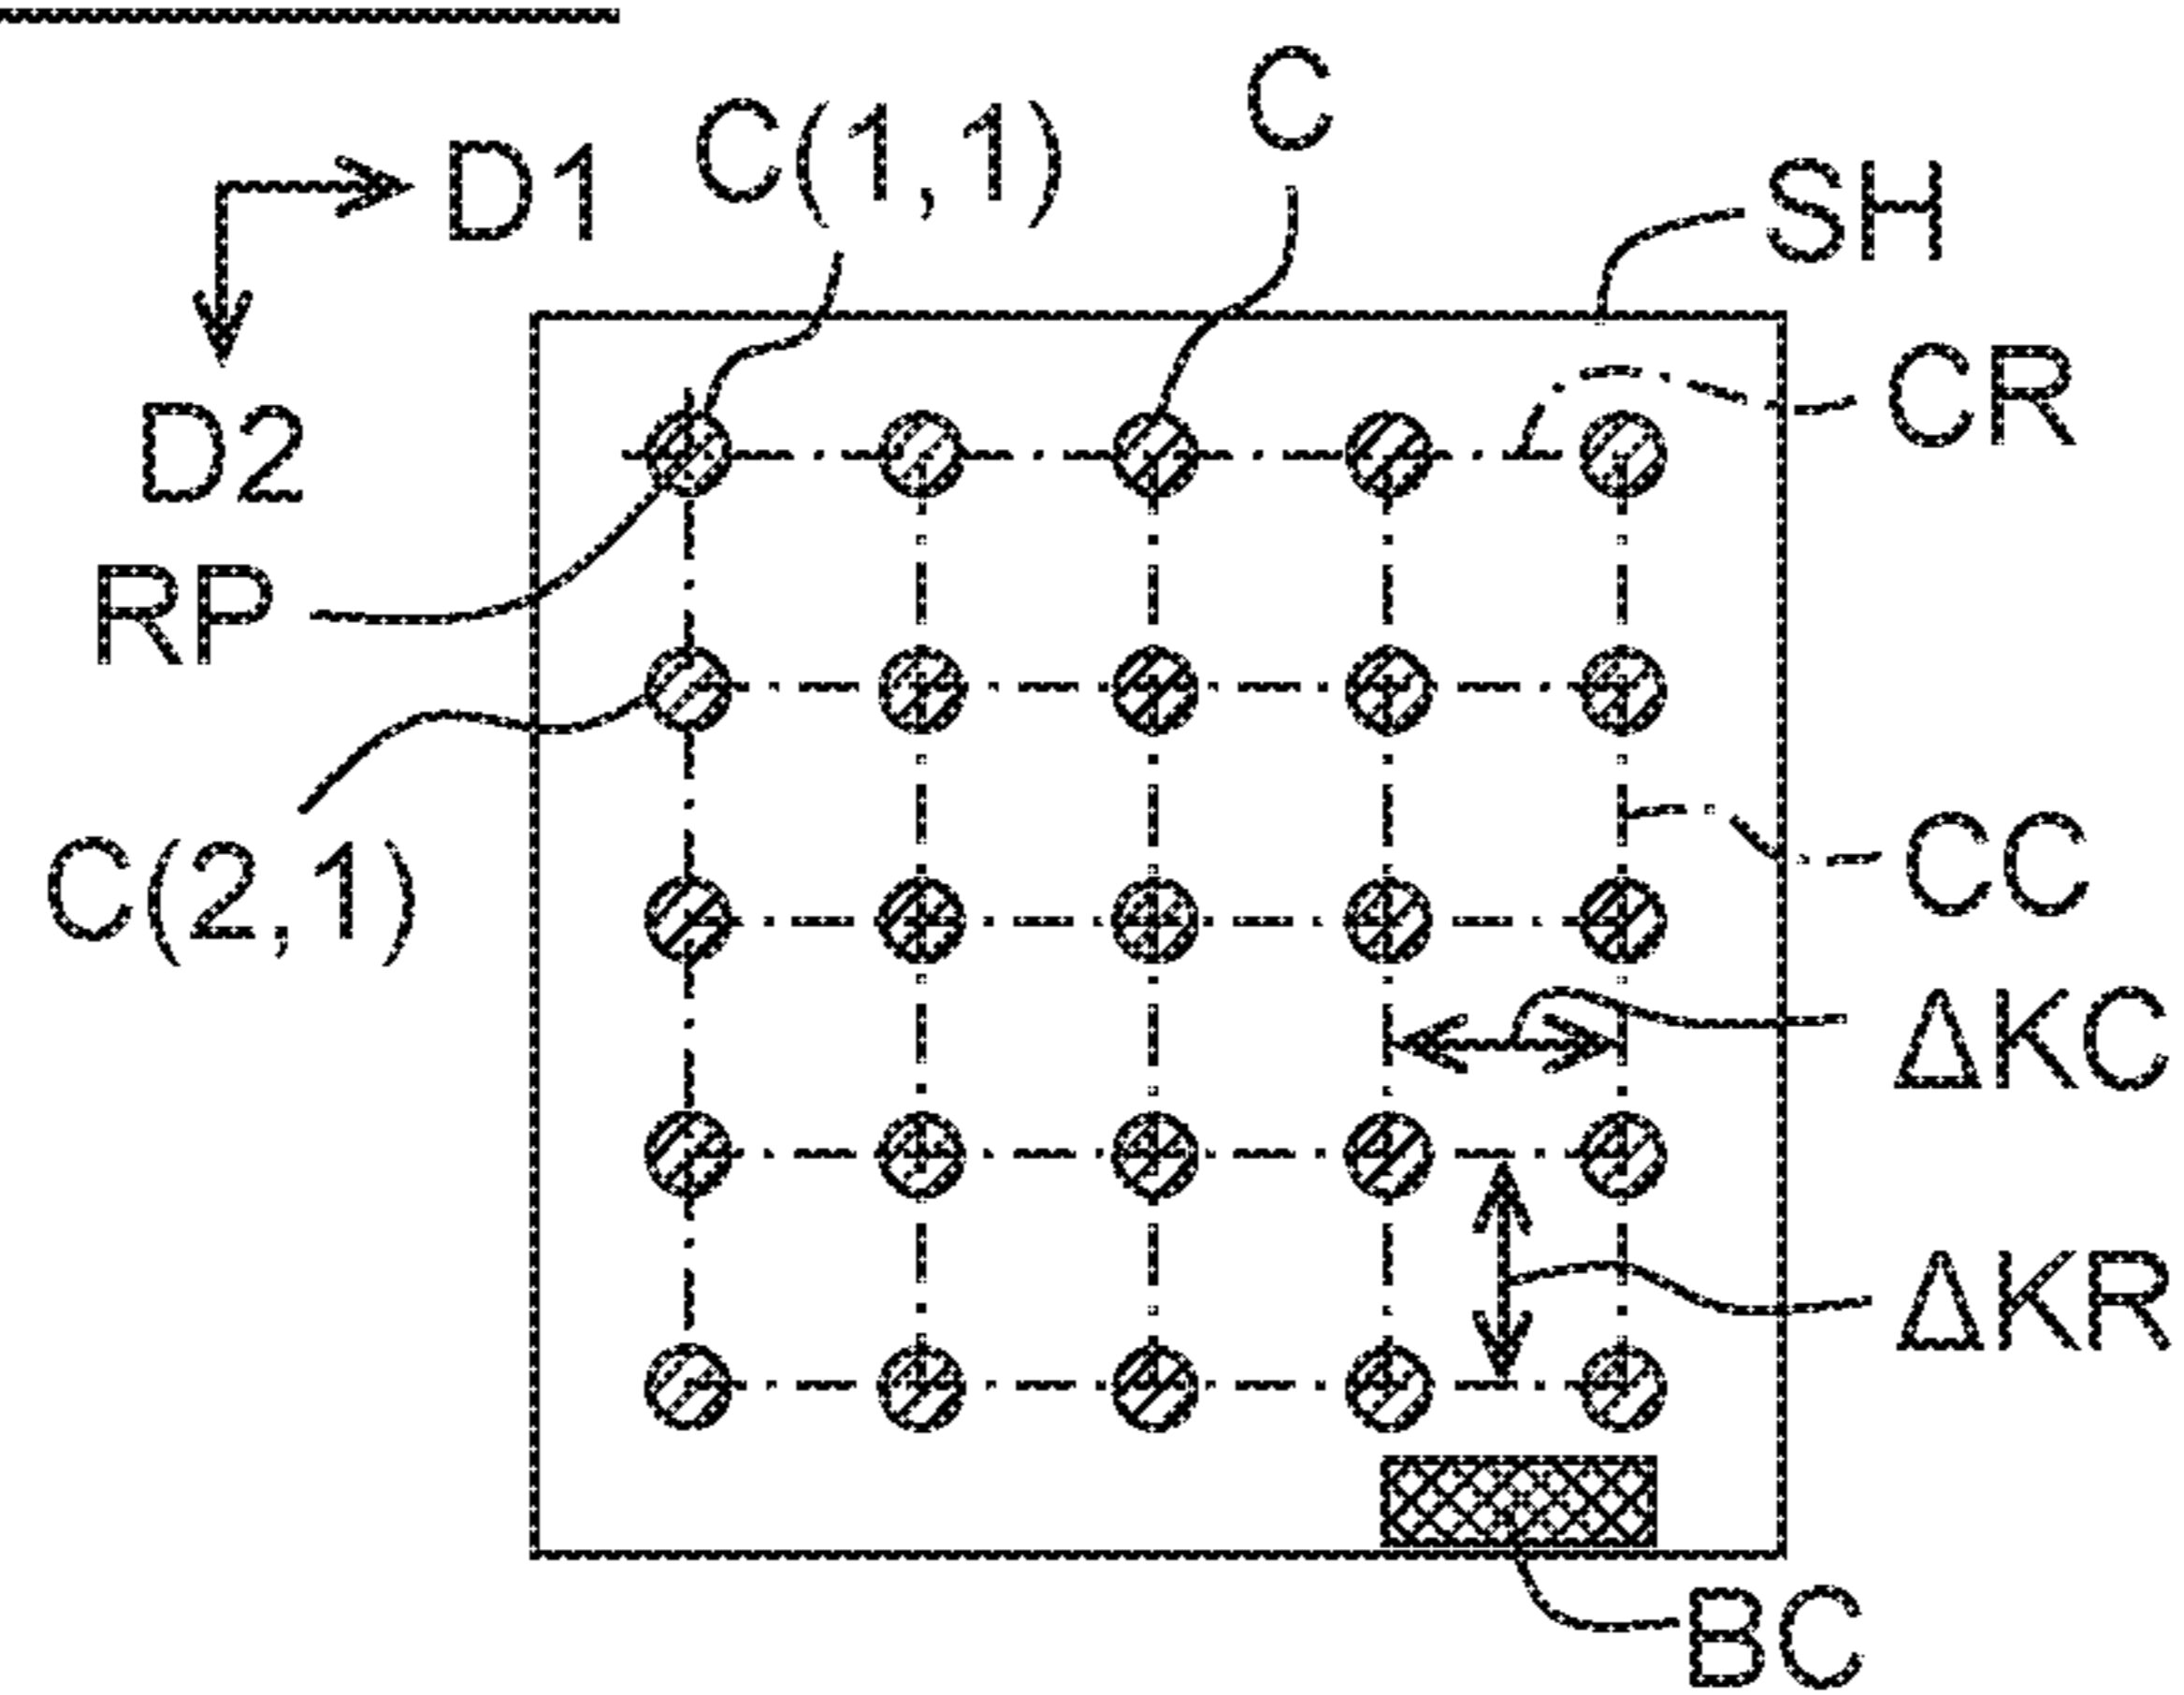 C
C(1,1)
D1
SH
CR
D2
RP
C(2,1)
CC
ΔKC
ΔKR
BC